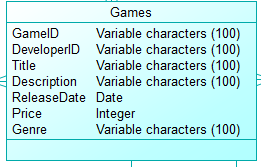 Games
GameID Variable characters (100)
DeveloperID Variable characters (100)
Title Variable characters (100)
Description Variable characters (100)
ReleaseDate Date
Price Integer
Genre Variable characters (100)